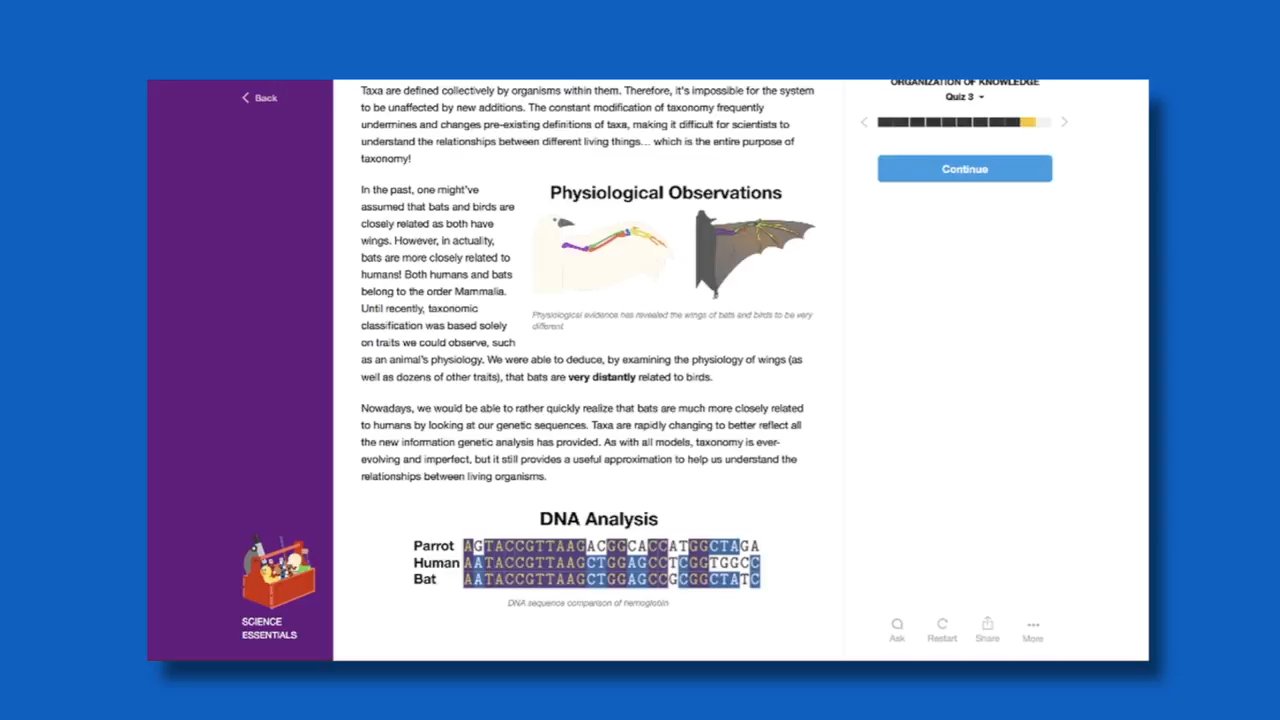 Back
Taxa are defined collectively by organisms within them. Therefore, it's impossible for the system
to be unaffected by new additions. The constant modification of taxonomy frequently
undermines and changes pre-existing definitions of taxa, making it difficult for scientists to
understand the relationships between different living things... which is the entire purpose of
taxonomy!
In the past, one might've
assumed that bats and birds are
closely related as both have
wings. However, in actuality,
bats are more closely related to
humans! Both humans and bats
belong to the order Mammalia.
Until recently, taxonomic
classification was based solely
on traits we could observe, such
as an animal's physiology. We were able to deduce, by examining the physiology of wings (as
well as dozens of other traits), that bats are very distantly related to birds.
Physiological Observations
Physiological evidence has revealed the wings of bats and birds to be very
different
Nowadays, we would be able to rather quickly realize that bats are much more closely related
to humans by looking at our genetic sequences. Taxa are rapidly changing to better reflect all
the new information genetic analysis has provided. As with all models, taxonomy is ever-
evolving and imperfect, but it still provides a useful approximation to help us understand the
relationships between living organisms.
DNA Analysis
Parrot AGTACCGTTAAGACGGCACCATGGCTAGA
Human AATACCGTTAAGCTGGAGCCTCGGTGGCC
Bat AATACCGTTAAGCTGGAGCCGCGGCTATC
DNA sequence comparison of hemoglobin
SCIENCE
ESSENTIALS
ORGANIZATION OF KNOWLEDGE
Quiz 3
Continue
Ask Restart Share More